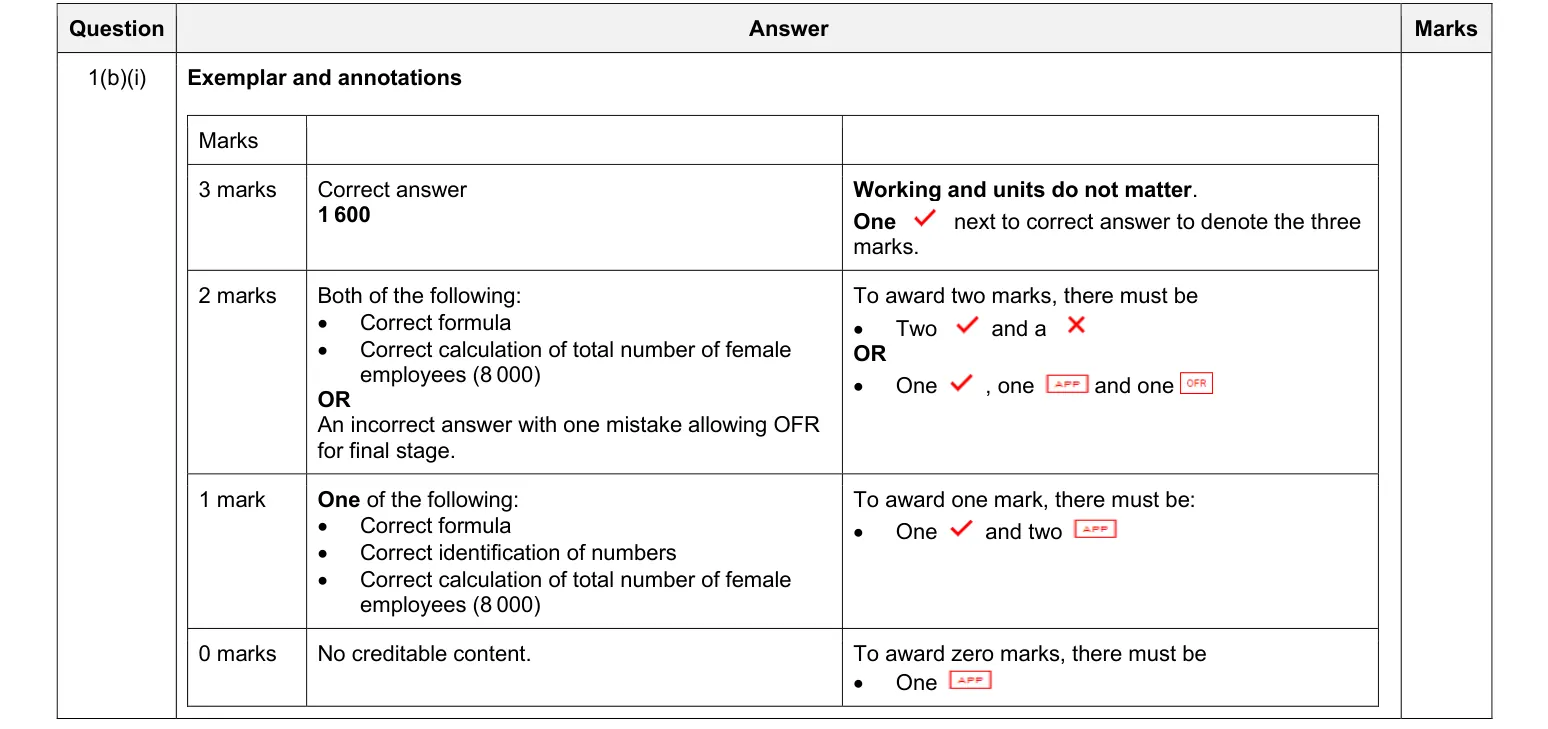 Question Answer Marks
1(b)(i) Exemplar and annotations
Marks
3 marks Correct answer Working and units do not matter.
1 600
One ✓ next to correct answer to denote the three
marks.
2 marks Both of the following: To award two marks, there must be
• Correct formula
• Two ✓ and a ✕
• Correct calculation of total number of female
employees (8 000)
OR
• One ✓ , one APP and one OFR
OR
An incorrect answer with one mistake allowing OFR
for final stage.
1 mark One of the following: To award one mark, there must be:
• Correct formula
• One ✓ and two APP
• Correct identification of numbers
• Correct calculation of total number of female
employees (8 000)
0 marks No creditable content. To award zero marks, there must be
• One APP